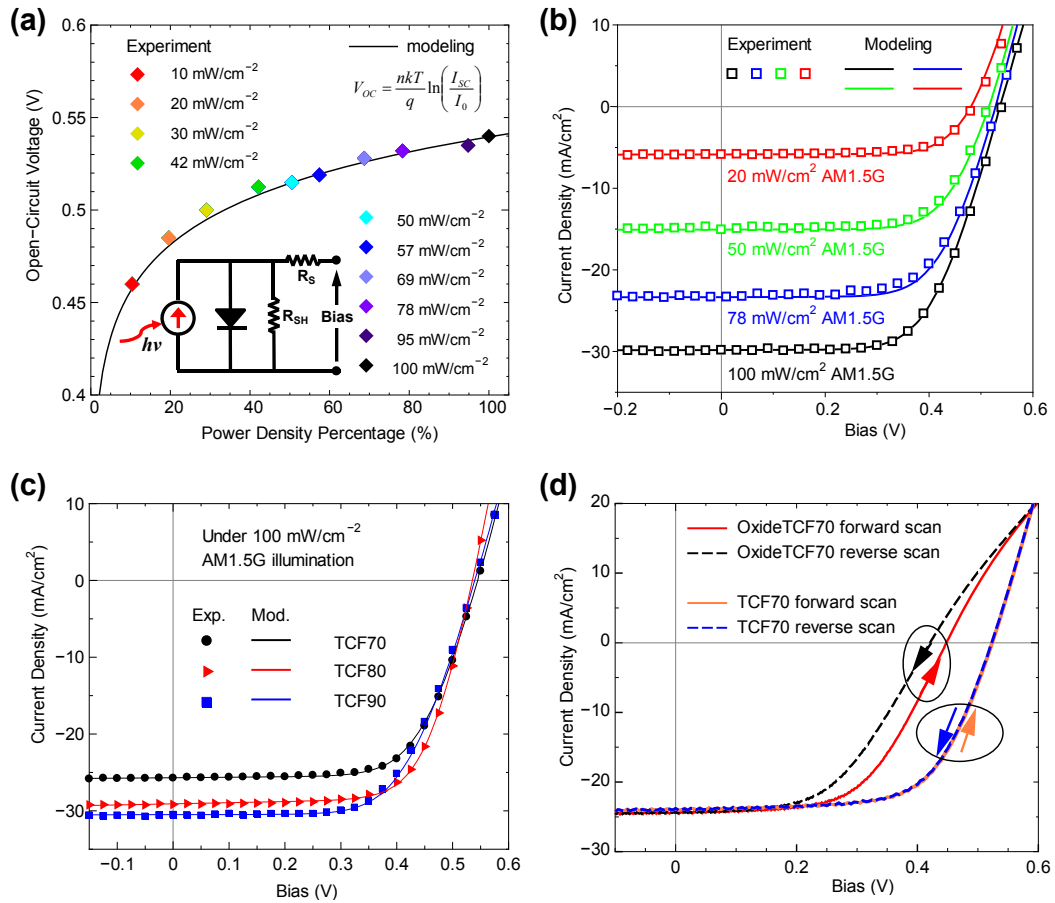 (a)
0.6
0.5
0.4
Open−Circuit Voltage (V)
Experiment
10 mW/cm⁻²
20 mW/cm⁻²
30 mW/cm⁻²
42 mW/cm⁻²
modeling
V_OC = nkT/q ln(I_SC/I_0)
50 mW/cm⁻²
57 mW/cm⁻²
69 mW/cm⁻²
78 mW/cm⁻²
95 mW/cm⁻²
100 mW/cm⁻²
R_S
R_SH
Bias
hν
0 20 40 60 80 100
Power Density Percentage (%)
(b)
10
0
−10
−20
−30
Current Density (mA/cm²)
Experiment Modeling
20 mW/cm² AM1.5G
50 mW/cm² AM1.5G
78 mW/cm² AM1.5G
100 mW/cm² AM1.5G
−0.2 0 0.2 0.4 0.6
Bias (V)
(c)
10
0
−10
−20
−30
Current Density (mA/cm²)
Under 100 mW/cm⁻²
AM1.5G illumination
Exp. Mod.
TCF70
TCF80
TCF90
−0.1 0 0.1 0.2 0.3 0.4 0.5 0.6
Bias (V)
(d)
20
10
0
−10
−20
−30
Current Density (mA/cm²)
OxideTCF70 forward scan
OxideTCF70 reverse scan
TCF70 forward scan
TCF70 reverse scan
0 0.2 0.4 0.6
Bias (V)